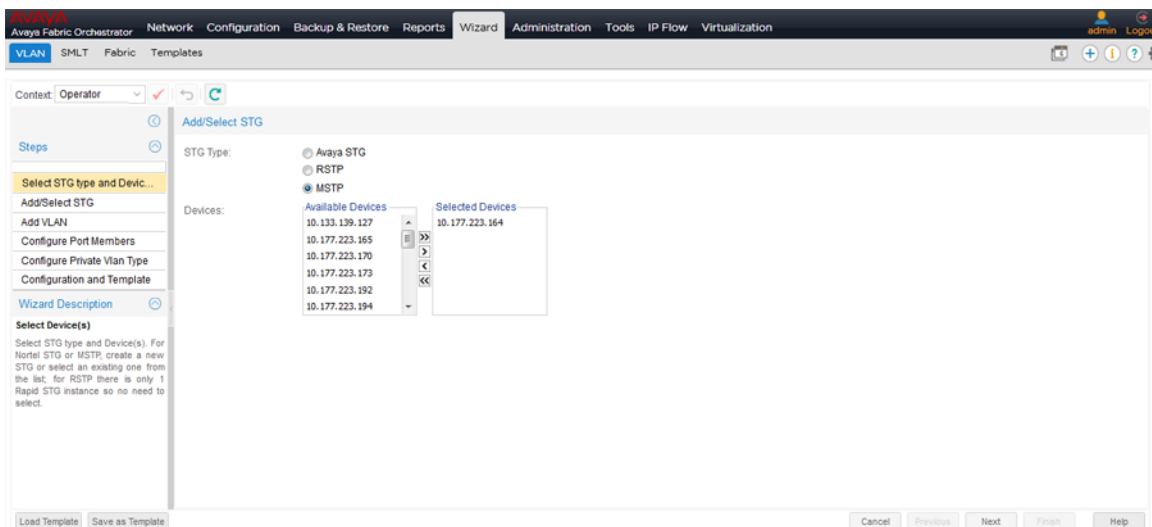 AVAYA
Avaya Fabric Orchestrator
Network Configuration Backup & Restore Reports Wizard Administration Tools IP Flow Virtualization
admin Logou
VLAN SMLT Fabric Templates
Context: Operator
Add/Select STG
Steps
Select STG type and Devic...
Add/Select STG
Add VLAN
Configure Port Members
Configure Private Vlan Type
Configuration and Template
Wizard Description
Select Device(s)
Select STG type and Device(s). For
Nortel STG or MSTP, create a new
STG or select an existing one from
the list; for RSTP there is only 1
Rapid STG instance so no need to
select.
STG Type:
Avaya STG
RSTP
MSTP
Devices:
Available Devices
10.133.139.127
10.177.223.165
10.177.223.170
10.177.223.173
10.177.223.192
10.177.223.194
>>
>
<
<<
Selected Devices
10.177.223.164
Load Template Save as Template
Cancel Previous Next Finish Help